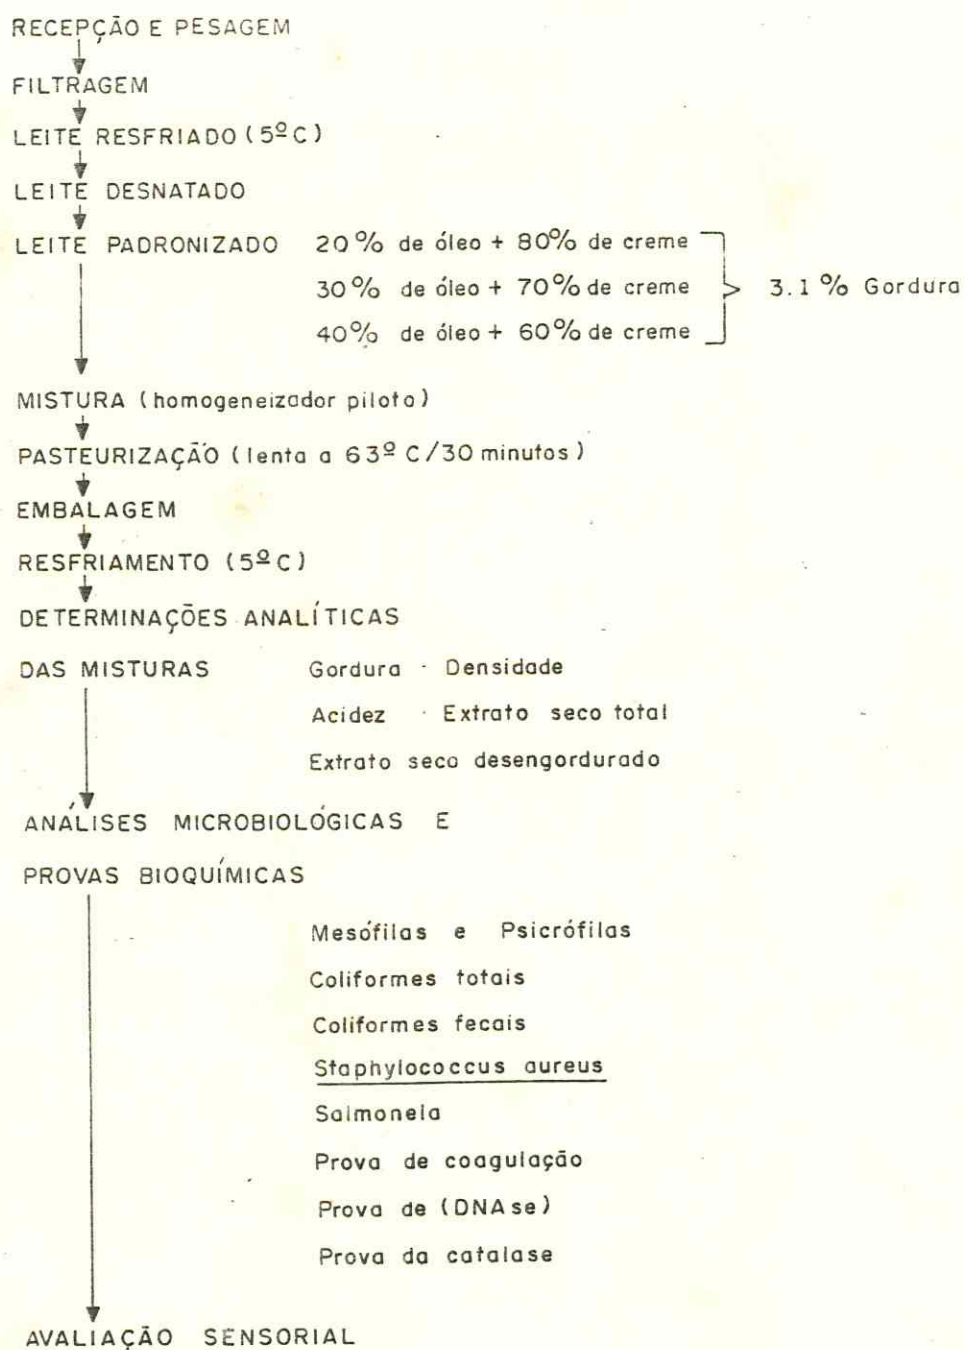 RECEPÇÃO E PESAGEM
FILTRAGEM
LEITE RESFRIADO (5º C)
LEITE DESNATADO
LEITE PADRONIZADO 20% de óleo + 80% de creme
30% de óleo + 70% de creme 3.1 % Gordura
40% de óleo + 60% de creme
MISTURA (homogeneizador piloto)
PASTEURIZAÇÃO (lenta a 63º C/30 minutos)
EMBALAGEM
RESFRIAMENTO (5º C)
DETERMINAÇÕES ANALÍTICAS
DAS MISTURAS Gordura - Densidade
Acidez - Extrato seco total
Extrato seco desengordurado
ANÁLISES MICROBIOLÓGICAS E
PROVAS BIOQUÍMICAS
Mesófilas e Psicrófilas
Coliformes totais
Coliformes fecais
Staphylococcus aureus
Salmonela
Prova de coagulação
Prova de (DNAse)
Prova da catalase
AVALIAÇÃO SENSORIAL